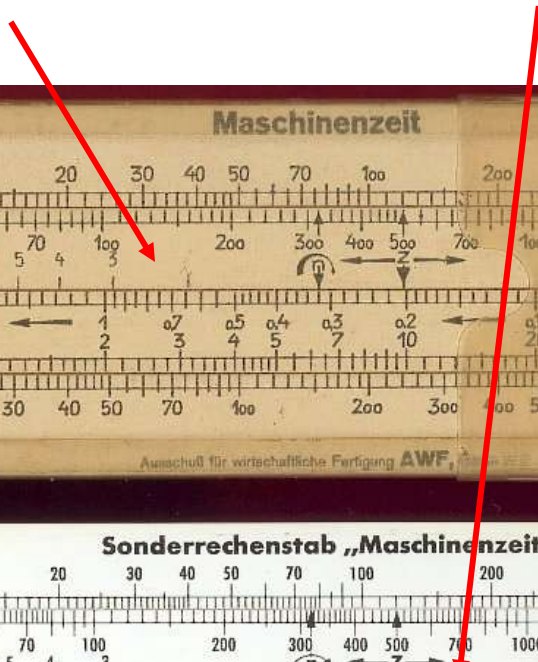 Maschinenzeit
20 30 40 50 70 100 200
70 100 200 300 400 500 700
5 4 3 n Z
1 0,7 0,5 0,4 0,3 0,2
2 3 4 5 7 10
30 40 50 70 100 200 300 400
Ausschuß für wirtschaftliche Fertigung AWF,
Sonderrechenstab „Maschinenzeit
20 30 40 50 70 100 200
70 100 200 300 400 500 700 1000
5 4 3 Z